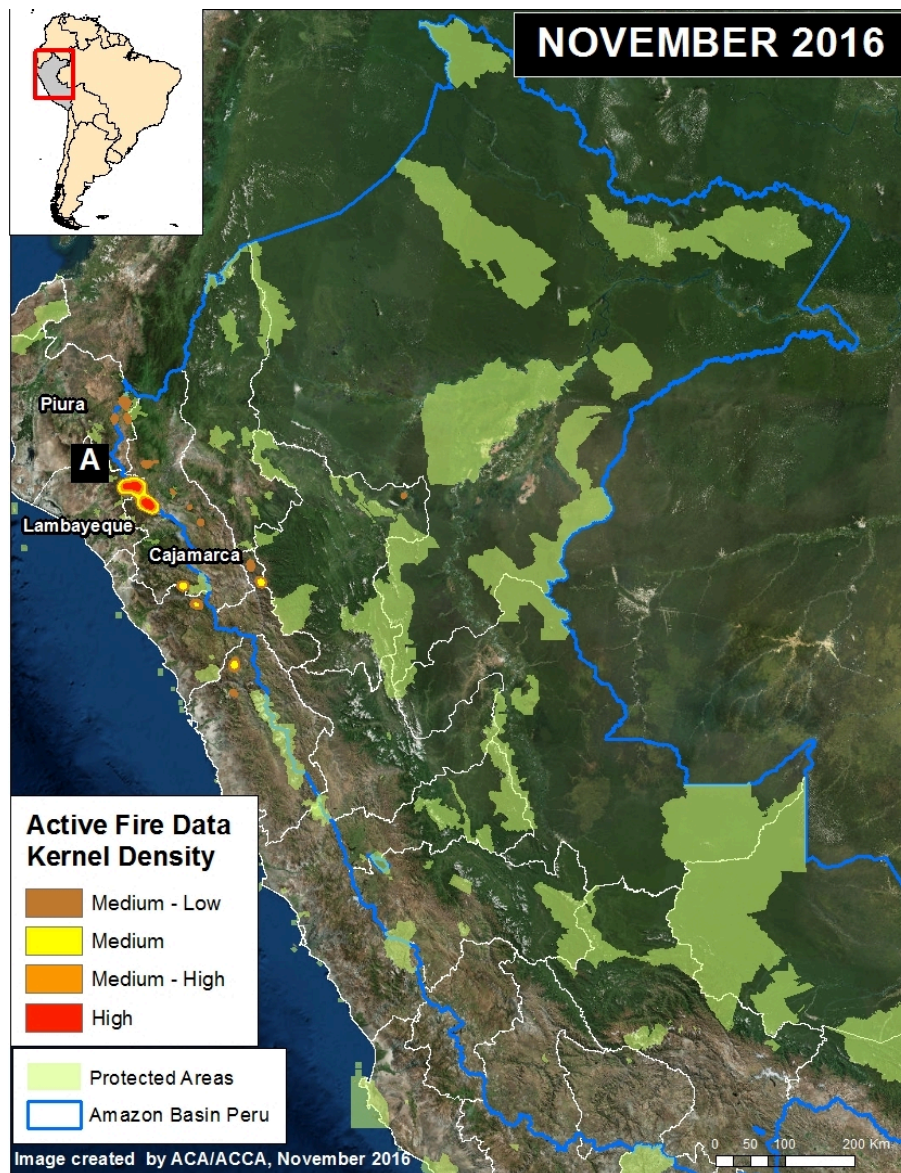 NOVEMBER 2016
Piura
A
Lambayeque
Cajamarca
Active Fire Data
Kernel Density
Medium - Low
Medium
Medium - High
High
Protected Areas
Amazon Basin Peru
0 50 100 200 Km
Image created by ACA/ACCA, November 2016